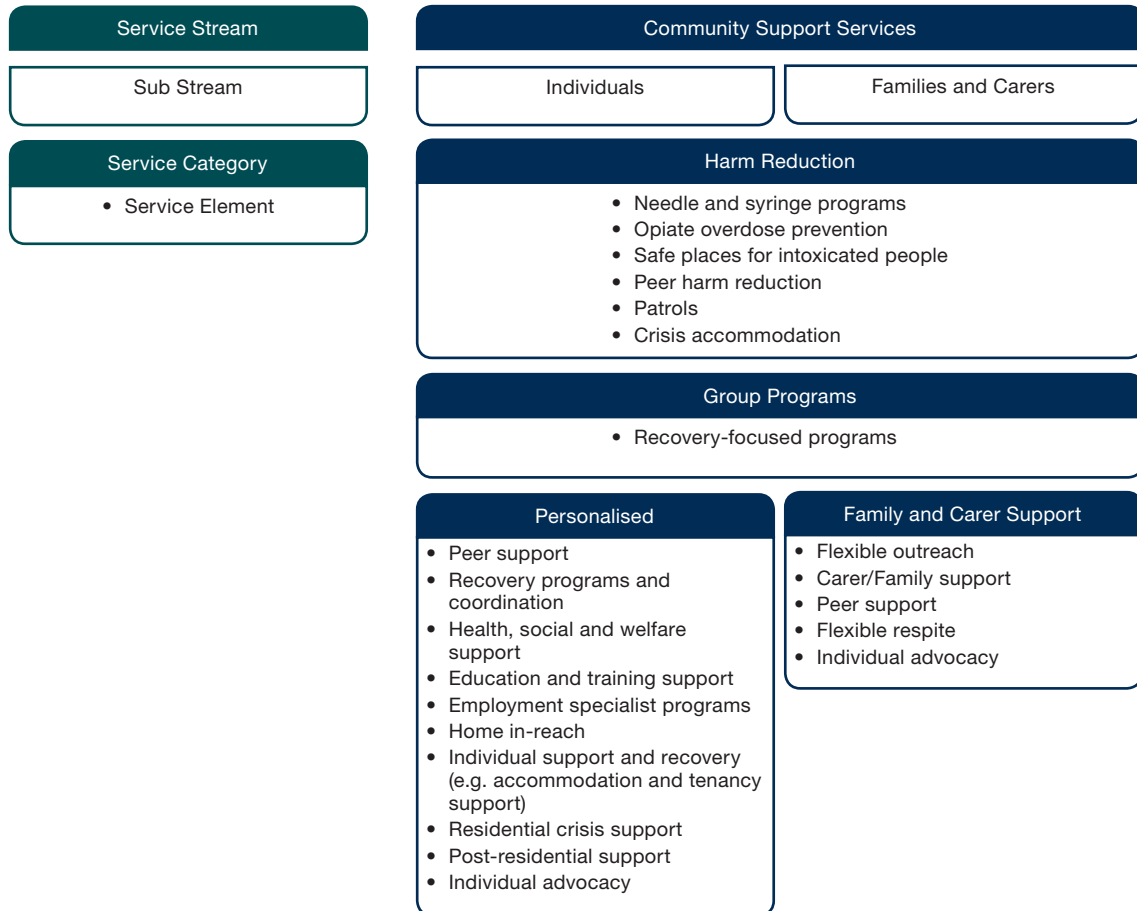 Service Stream
Sub Stream
Service Category
• Service Element
Community Support Services
Individuals
Families and Carers
Harm Reduction
• Needle and syringe programs
• Opiate overdose prevention
• Safe places for intoxicated people
• Peer harm reduction
• Patrols
• Crisis accommodation
Group Programs
• Recovery-focused programs
Personalised
• Peer support
• Recovery programs and
coordination
• Health, social and welfare
support
• Education and training support
• Employment specialist programs
• Home in-reach
• Individual support and recovery
(e.g. accommodation and tenancy
support)
• Residential crisis support
• Post-residential support
• Individual advocacy
Family and Carer Support
• Flexible outreach
• Carer/Family support
• Peer support
• Flexible respite
• Individual advocacy